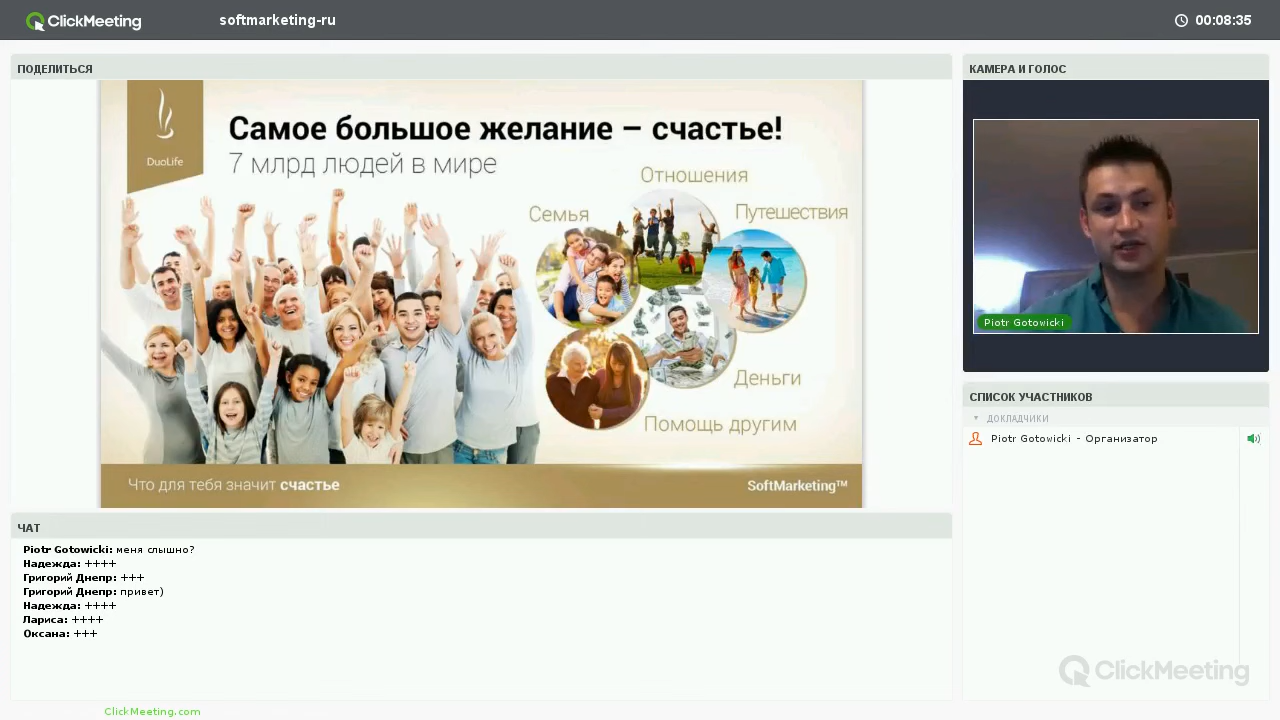 ClickMeeting
softmarketing-ru
00:08:35
ПОДЕЛИТЬСЯ
DuoLife
Самое большое желание – счастье!
7 млрд людей в мире
Отношения
Семья
Путешествия
Деньги
Помощь другим
Что для тебя значит счастье
SoftMarketing™
КАМЕРА И ГОЛОС
Piotr Gotowicki
СПИСОК УЧАСТНИКОВ
ДОКЛАДЧИКИ
Piotr Gotowicki - Организатор
ЧАТ
Piotr Gotowicki: меня слышно?
Надежда: ++++
Григорий Днепр: +++
Григорий Днепр: привет)
Надежда: ++++
Лариса: ++++
Оксана: +++
ClickMeeting
ClickMeeting.com